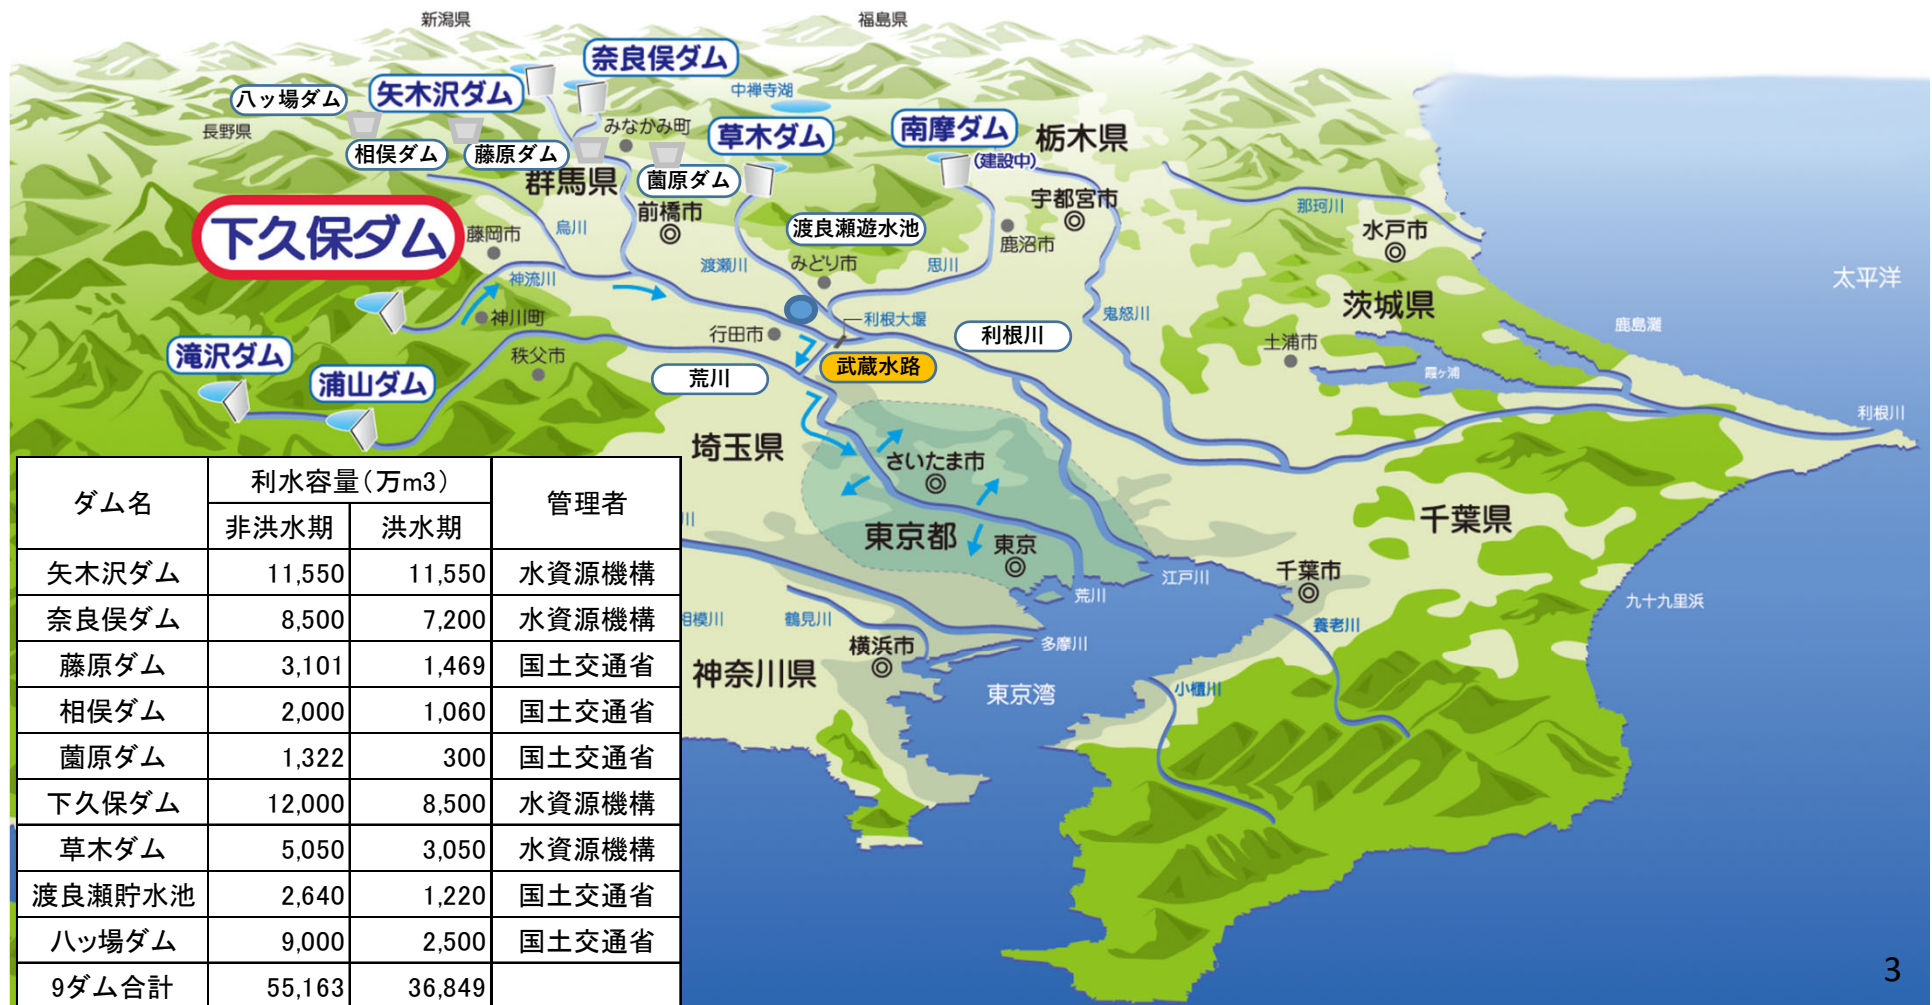 新潟県
福島県
奈良俣ダム
矢木沢ダム
八ッ場ダム
中禅寺湖
長野県
みなかみ町
草木ダム
南摩ダム
(建設中)
栃木県
相俣ダム
藤原ダム
薗原ダム
群馬県
宇都宮市
前橋市
那珂川
下久保ダム
藤岡市
烏川
渡良瀬遊水池
鹿沼市
水戸市
渡瀬川
みどり市
思川
太平洋
神流川
茨城県
神川町
鬼怒川
鹿島灘
利根大堰
行田市
利根川
土浦市
滝沢ダム
秩父市
武蔵水路
浦山ダム
荒川
霞ヶ浦
利根川
埼玉県
さいたま市
東京都
東京
千葉県
川
江戸川
千葉市
荒川
九十九里浜
相模川
鶴見川
養老川
多摩川
横浜市
神奈川県
東京湾
小櫃川
ダム名 利水容量(万m3) 管理者
非洪水期 洪水期
矢木沢ダム 11,550 11,550 水資源機構
奈良俣ダム 8,500 7,200 水資源機構
藤原ダム 3,101 1,469 国土交通省
相俣ダム 2,000 1,060 国土交通省
薗原ダム 1,322 300 国土交通省
下久保ダム 12,000 8,500 水資源機構
草木ダム 5,050 3,050 水資源機構
渡良瀬貯水池 2,640 1,220 国土交通省
八ッ場ダム 9,000 2,500 国土交通省
9ダム合計 55,163 36,849
3